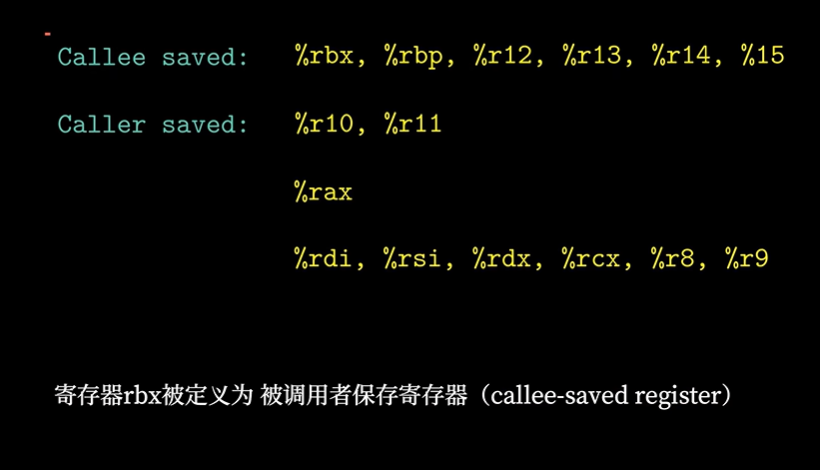 Callee saved: %rbx, %rbp, %r12, %r13, %r14, %15
Caller saved: %r10, %r11
%rax
%rdi, %rsi, %rdx, %rcx, %r8, %r9
寄存器rbx被定义为 被调用者保存寄存器（callee-saved register）